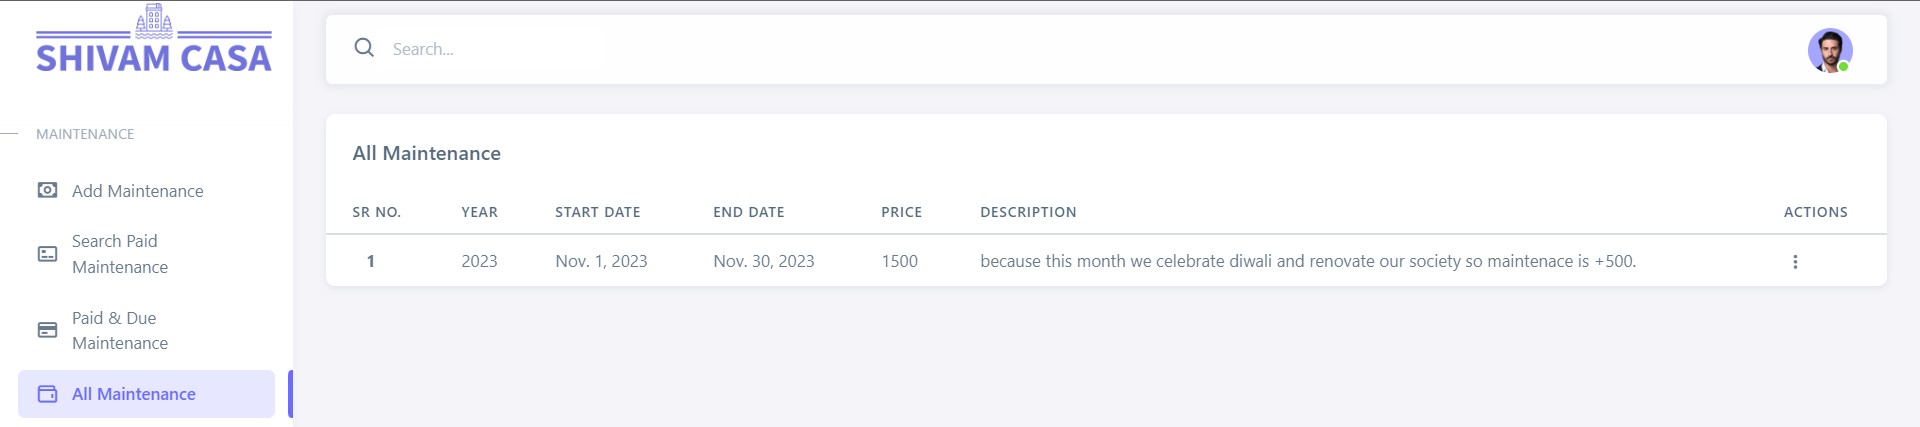 SHIVAM CASA
Search...
MAINTENANCE
Add Maintenance
Search Paid
Maintenance
Paid & Due
Maintenance
All Maintenance
All Maintenance
SR NO. YEAR START DATE END DATE PRICE DESCRIPTION ACTIONS
1 2023 Nov. 1, 2023 Nov. 30, 2023 1500 because this month we celebrate diwali and renovate our society so maintenace is +500.